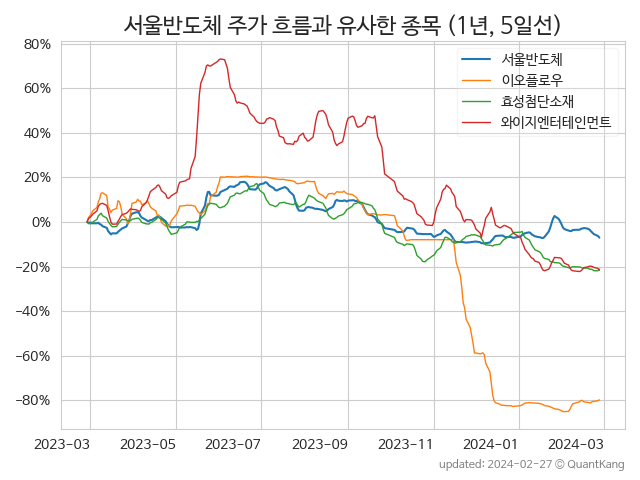 서울반도체 주가 흐름과 유사한 종목 (1년, 5일선)
80%
60%
40%
20%
0%
−20%
−40%
−60%
−80%
서울반도체
이오플로우
효성첨단소재
와이지엔터테인먼트
2023-03 2023-05 2023-07 2023-09 2023-11 2024-01 2024-03
updated: 2024-02-27 © QuantKang